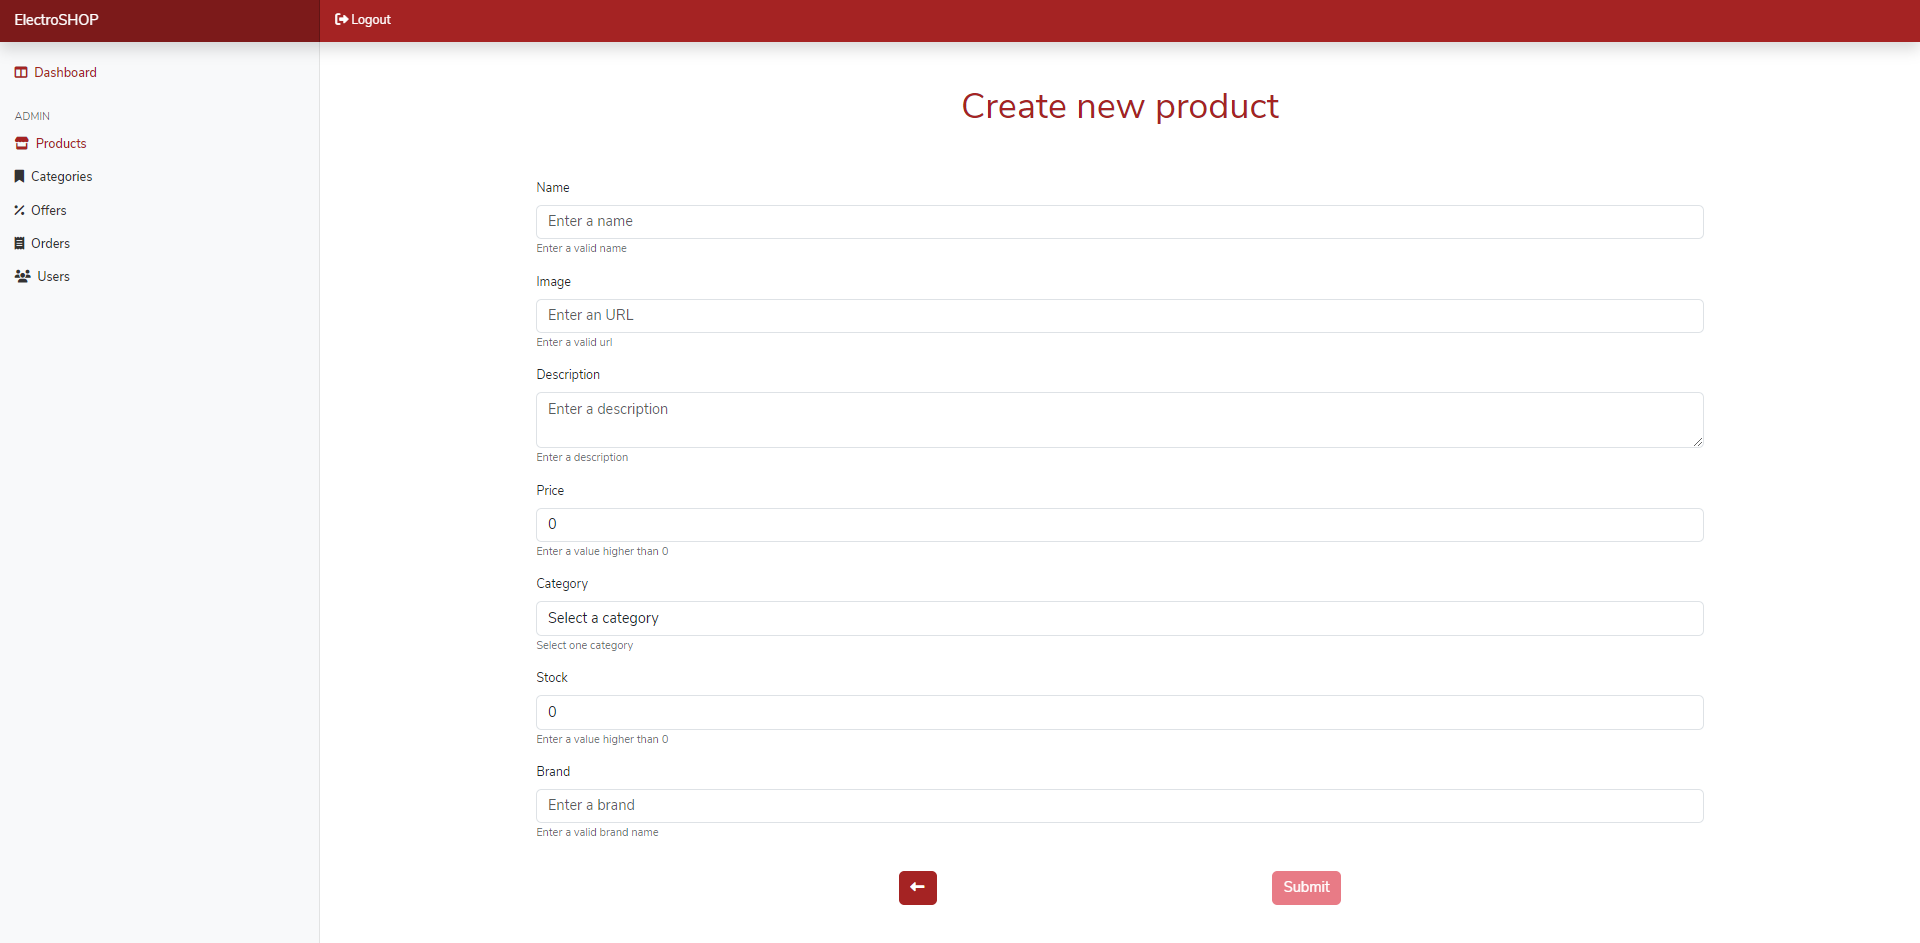 ElectroSHOP
Logout
Dashboard
ADMIN
Products
Categories
Offers
Orders
Users
Create new product
Name
Enter a name
Enter a valid name
Image
Enter an URL
Enter a valid url
Description
Enter a description
Enter a description
Price
0
Enter a value higher than 0
Category
Select a category
Select one category
Stock
0
Enter a value higher than 0
Brand
Enter a brand
Enter a valid brand name
Submit